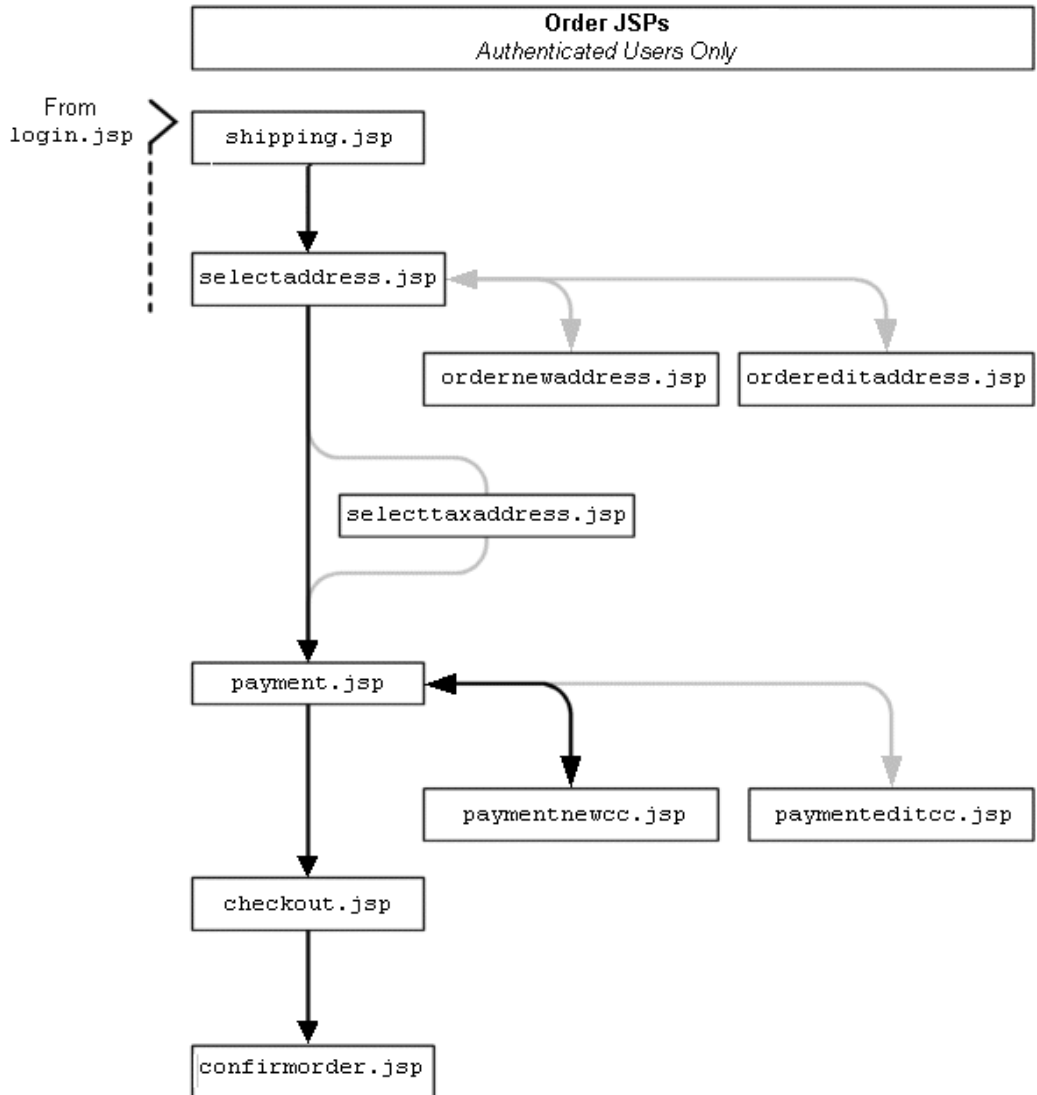 Order JSPs
Authenticated Users Only
From
login.jsp
shipping.jsp
selectaddress.jsp
ordernewaddress.jsp
ordereditaddress.jsp
selecttaxaddress.jsp
payment.jsp
paymentnewcc.jsp
paymenteditcc.jsp
checkout.jsp
confirmorder.jsp